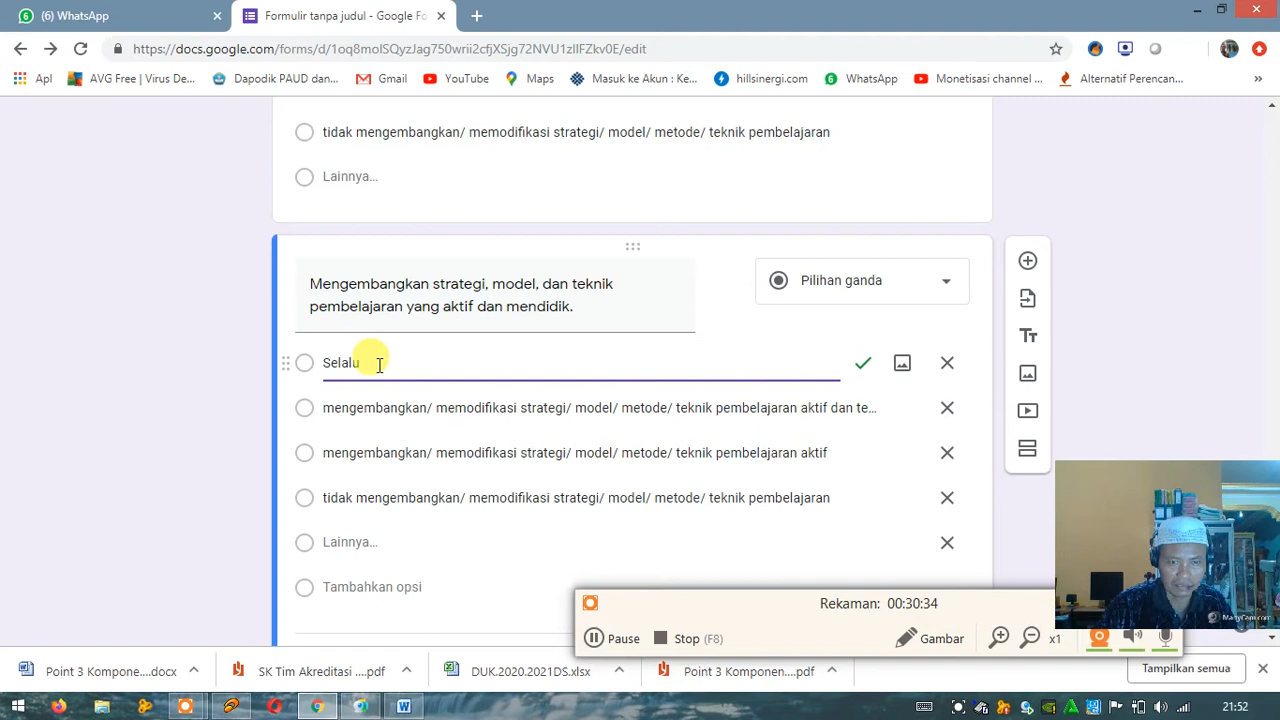 WhatsApp
Formulir tanpa judul - Google Fo
https://docs.google.com/forms/d/1oq8molSQyzJag750wrii2cfjXSjg72NVU1zlIFZkv0E/edit
Apl
AVG Free | Virus De...
Dapodik PAUD dan...
Gmail
YouTube
Maps
Masuk ke Akun : Ke...
hillsinergi.com
WhatsApp
Monetisasi channel ...
Alternatif Perencan...
»
tidak mengembangkan/ memodifikasi strategi/ model/ metode/ teknik pembelajaran
Lainnya...
Mengembangkan strategi, model, dan teknik
pembelajaran yang aktif dan mendidik.
Pilihan ganda
Selalu
mengembangkan/ memodifikasi strategi/ model/ metode/ teknik pembelajaran aktif dan te...
mengembangkan/ memodifikasi strategi/ model/ metode/ teknik pembelajaran aktif
tidak mengembangkan/ memodifikasi strategi/ model/ metode/ teknik pembelajaran
Lainnya...
Tambahkan opsi
Tт
Rekaman: 00:30:34
Pause
Stop (F8)
Gambar
x1
ManyCam.com
Point 3 Kompone....docx
SK Tim Akreditasi ....pdf
IK.2020.2021DS.xlsx
Point 3 Komponen....pdf
Tampilkan semua
21:52